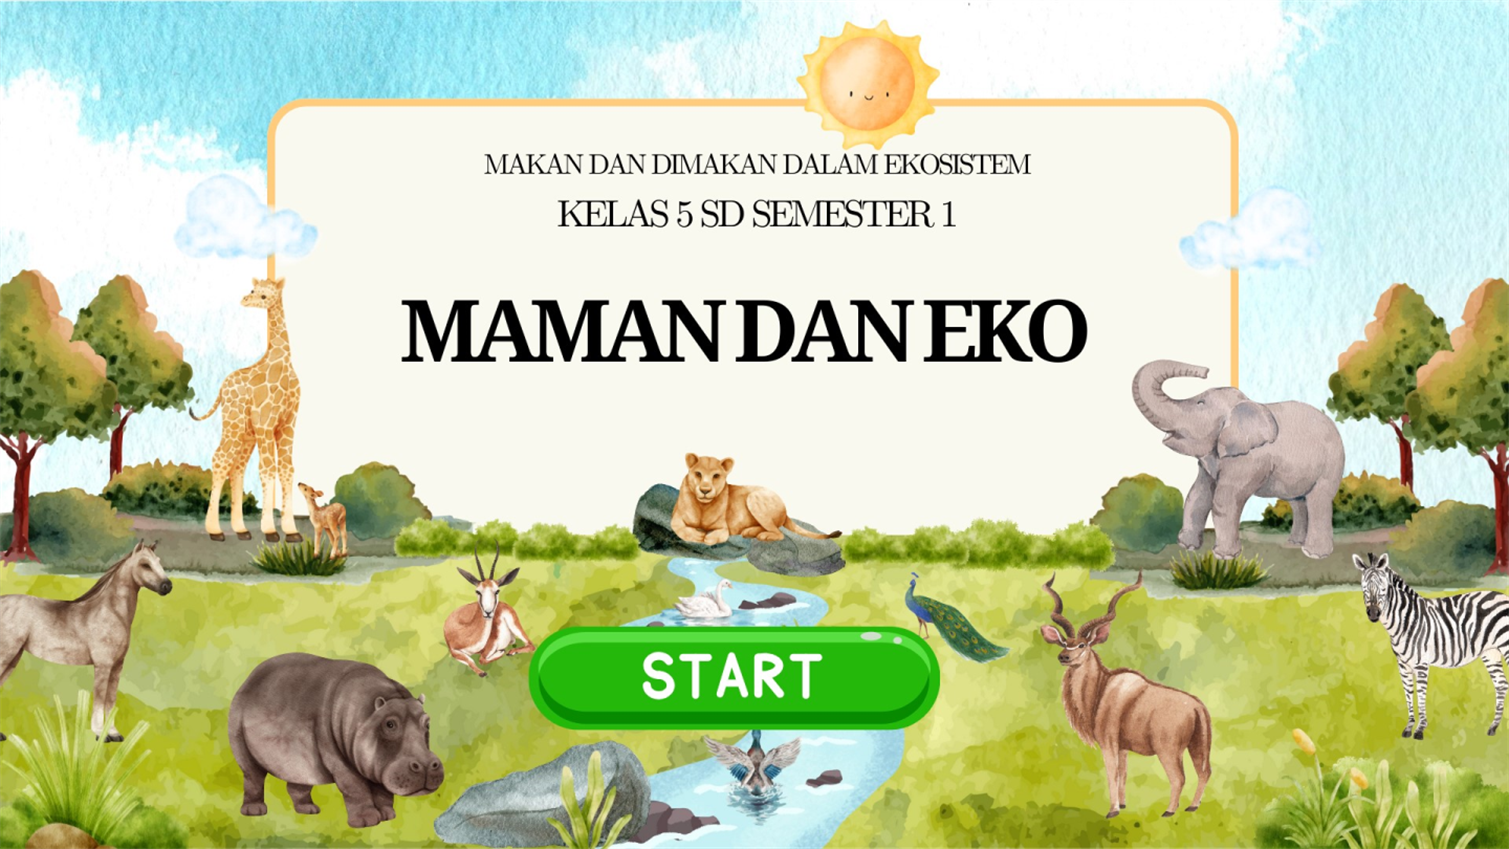 MAKAN DAN DIMAKAN DALAM EKOSISTEM
KELAS 5 SD SEMESTER 1
MAMAN DAN EKO
START